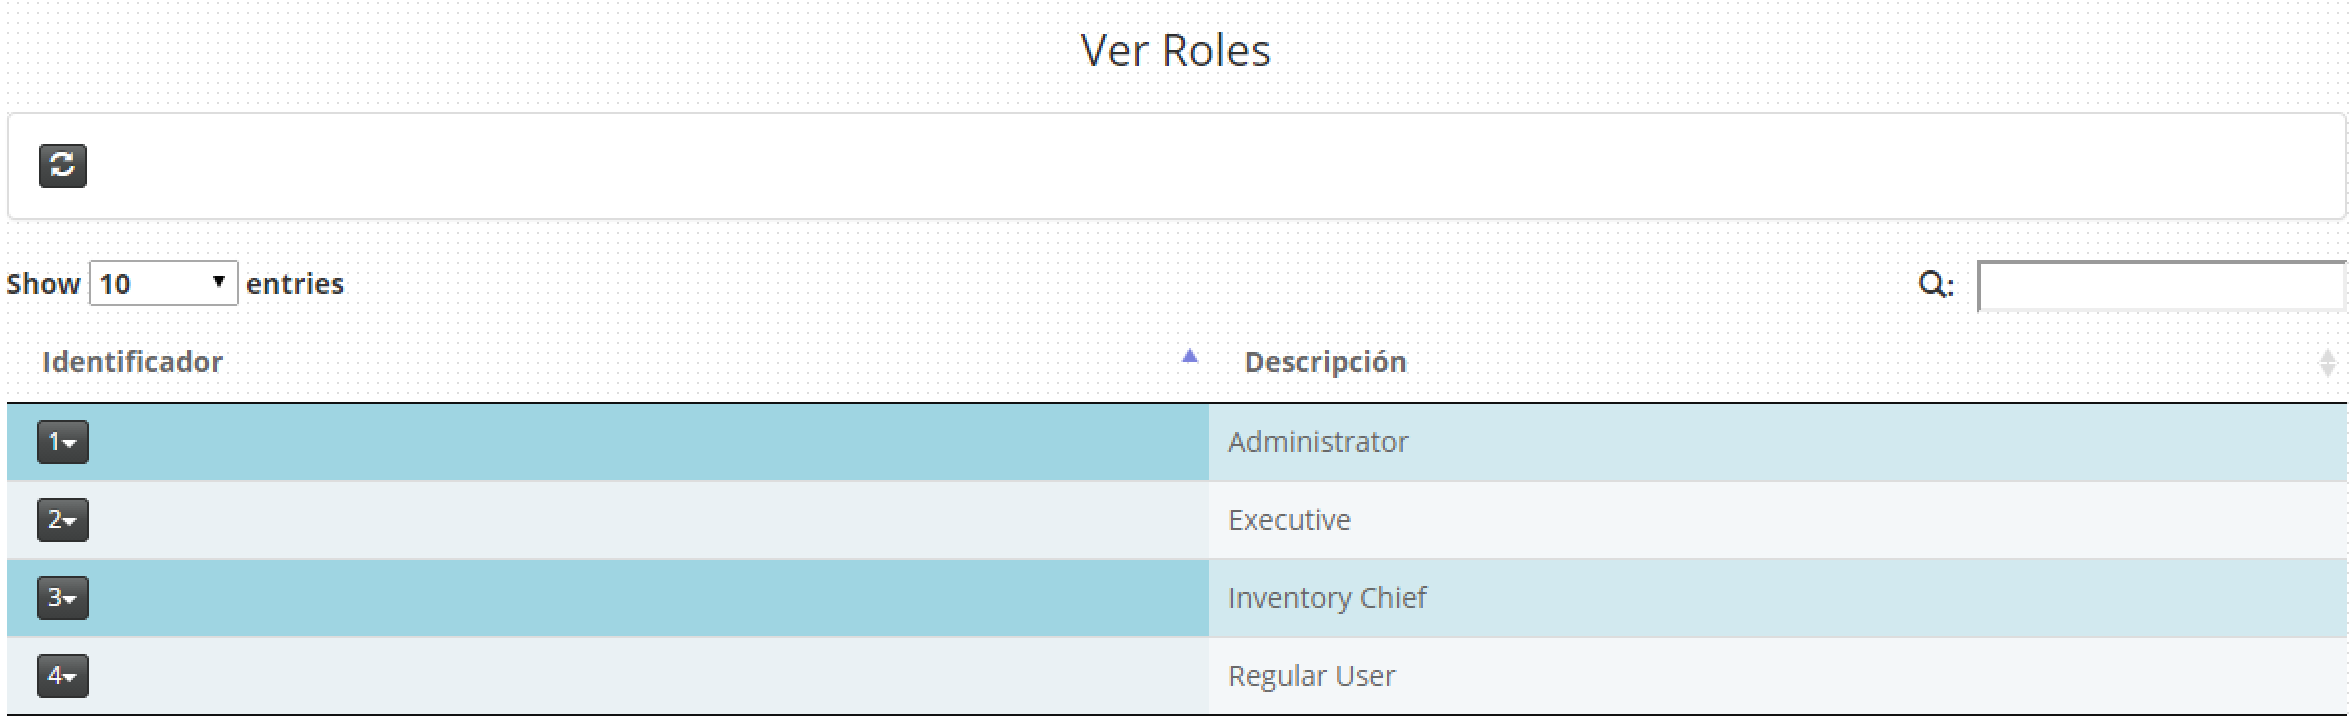 Ver Roles
Show 10 entries
:
Identificador Descripción
1 Administrator
2 Executive
3 Inventory Chief
4 Regular User